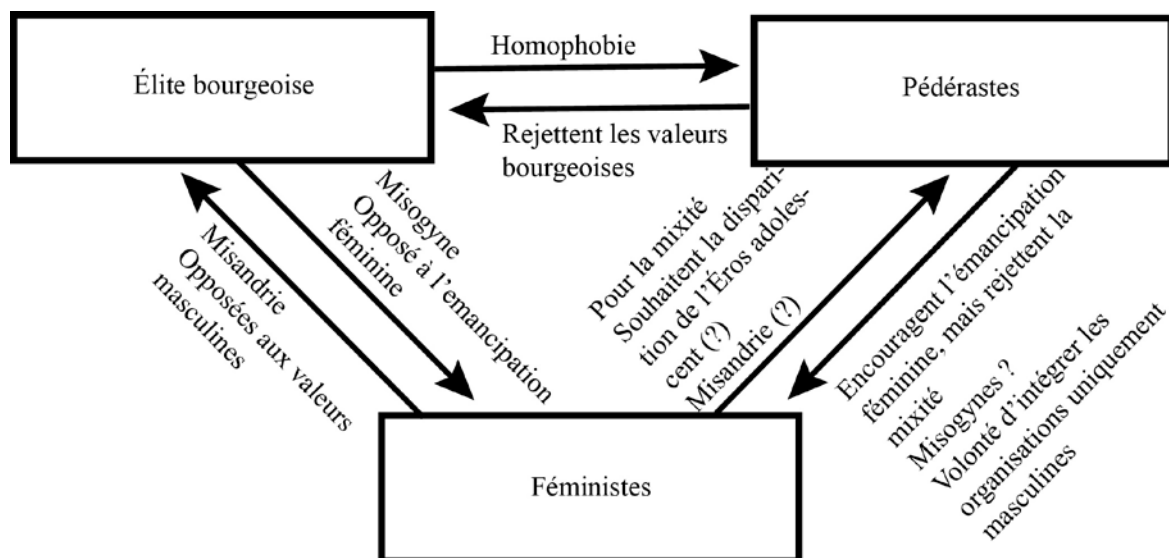 Élite bourgeoise
Homophobie
Rejettent les valeurs
bourgeoises
Pédérastes
Misandrie
Opposées aux valeurs
masculines
Misogyne
Opposé à l’emancipation
féminine
Pour la mixité
Souhaitent la dispari-
tion de l’Éros adoles-
cent (?)
Misandrie (?)
Encouragent l’émancipation
féminine, mais rejettent la
mixité
Misogynes ?
Volonté d’intégrer les
organisations uniquement
masculines
Féministes